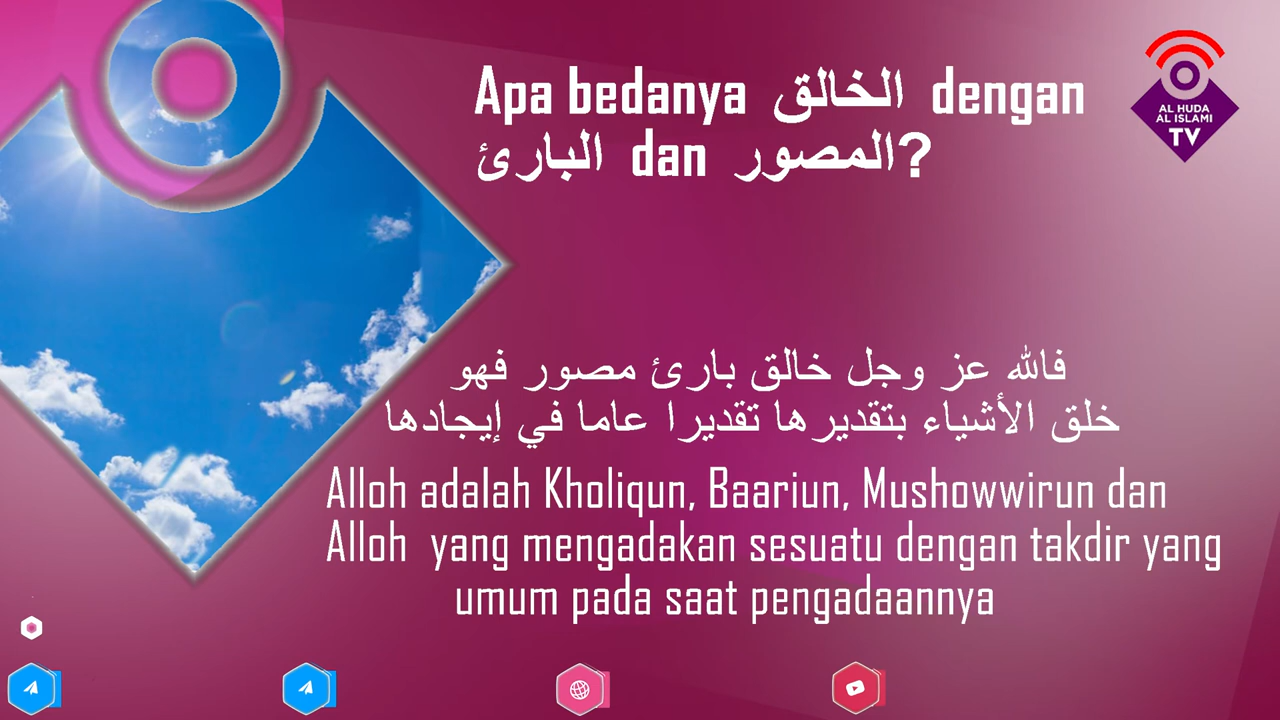 Apa bedanya الخالق dengan
البارئ dan المصور?
AL HUDA
AL ISLAMI
TV
فالله عز وجل خالق بارئ مصور فهو
خلق الأشياء بتقديرها تقديرا عاما في إيجادها
Alloh adalah Kholiqun, Baariun, Mushowwirun dan
Alloh yang mengadakan sesuatu dengan takdir yang
umum pada saat pengadaannya